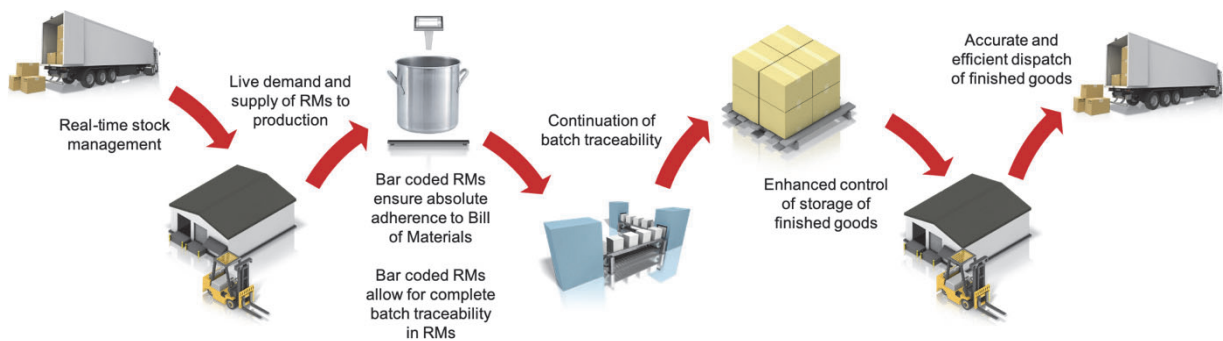 Real-time stock
management
Live demand and
supply of RMs to
production
Bar coded RMs
ensure absolute
adherence to Bill
of Materials
Bar coded RMs
allow for complete
batch traceability
in RMs
Continuation of
batch traceability
Enhanced control
of storage of
finished goods
Accurate and
efficient dispatch
of finished goods